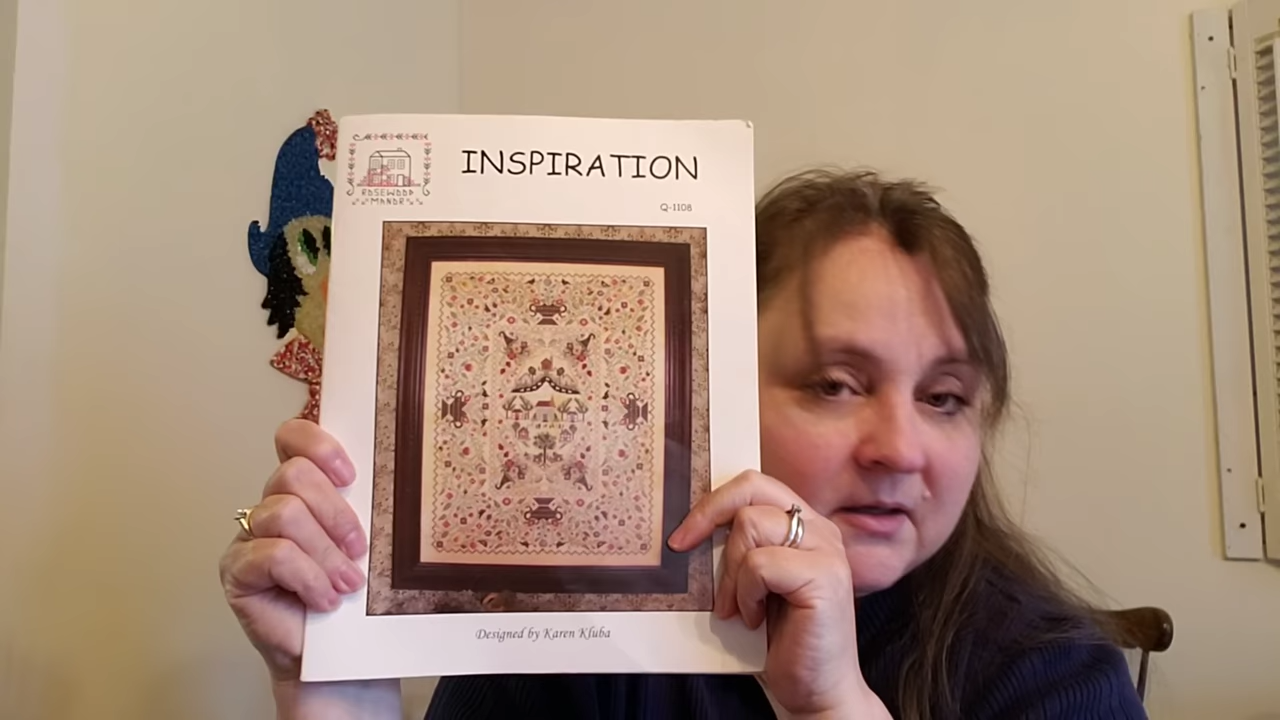 INSPIRATION
ROSEWOOD
MANOR
Q-1108
Designed by Karen Kluba